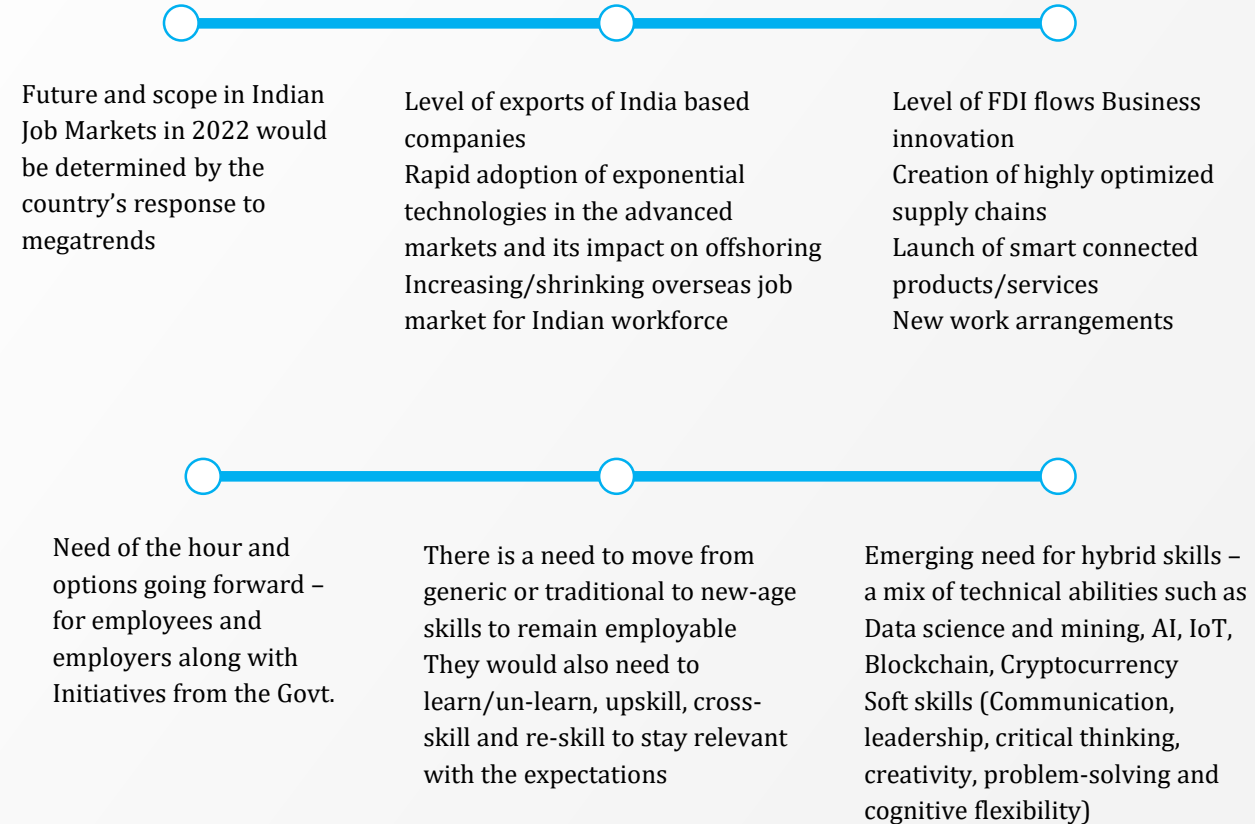 Future and scope in Indian
Job Markets in 2022 would
be determined by the
country’s response to
megatrends
Level of exports of India based
companies
Rapid adoption of exponential
technologies in the advanced
markets and its impact on offshoring
Increasing/shrinking overseas job
market for Indian workforce
Level of FDI flows Business
innovation
Creation of highly optimized
supply chains
Launch of smart connected
products/services
New work arrangements
Need of the hour and
options going forward –
for employees and
employers along with
Initiatives from the Govt.
There is a need to move from
generic or traditional to new-age
skills to remain employable
They would also need to
learn/un-learn, upskill, cross-
skill and re-skill to stay relevant
with the expectations
Emerging need for hybrid skills –
a mix of technical abilities such as
Data science and mining, AI, IoT,
Blockchain, Cryptocurrency
Soft skills (Communication,
leadership, critical thinking,
creativity, problem-solving and
cognitive flexibility)